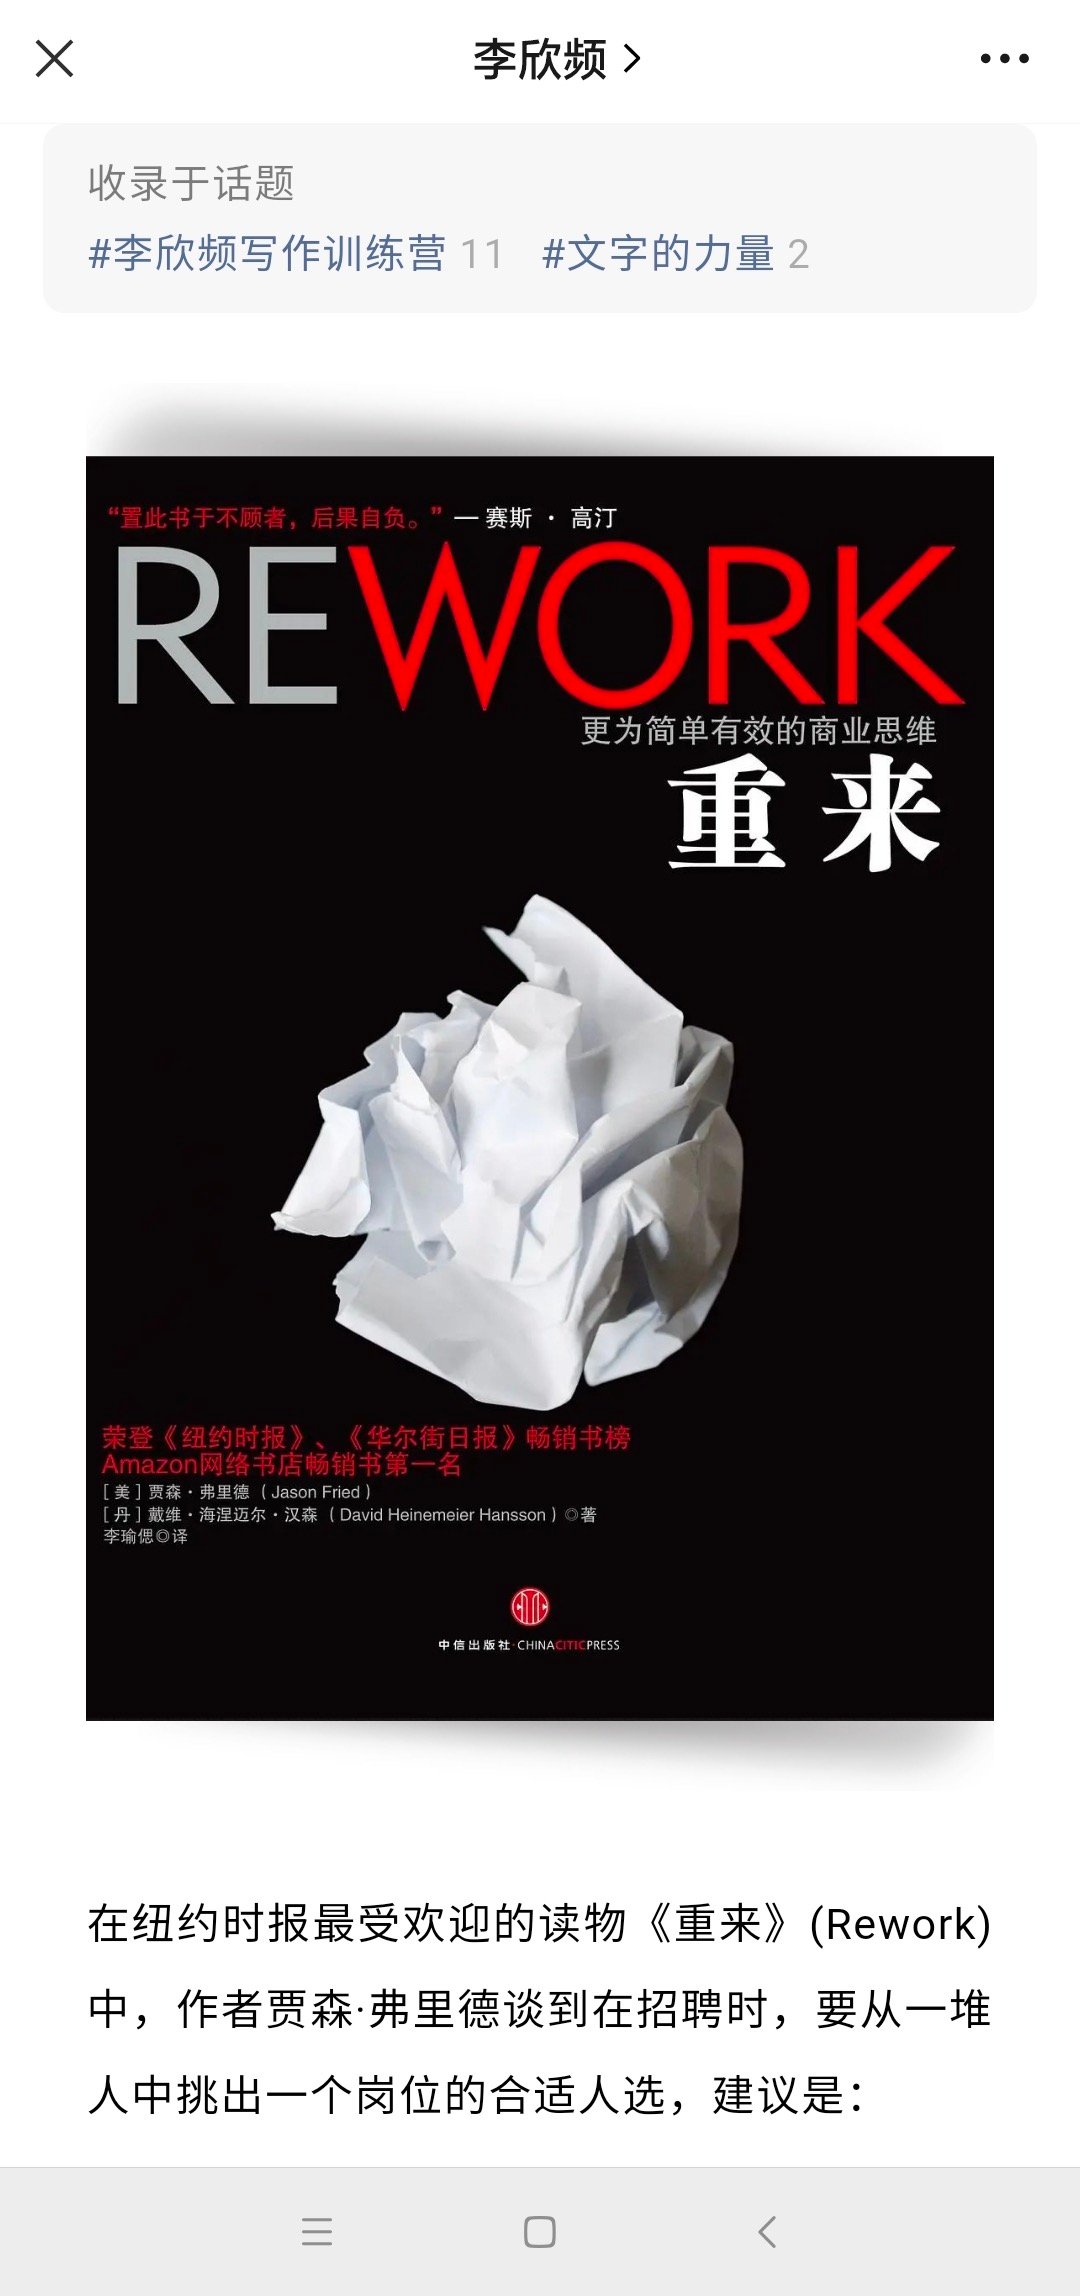 李欣频
收录于话题
#李欣频写作训练营 11 #文字的力量 2
“置此书于不顾者，后果自负。” — 赛斯 · 高汀
REWORK
更为简单有效的商业思维
重来
荣登《纽约时报》、《华尔街日报》畅销书榜
Amazon网络书店畅销书第一名
[美] 贾森·弗里德 (Jason Fried)
[丹] 戴维·海涅迈尔·汉森 (David Heinemeier Hansson) ◎著
李瑜偲◎译
中信出版社·CHINACITICPRESS
在纽约时报最受欢迎的读物《重来》(Rework)
中，作者贾森·弗里德谈到在招聘时，要从一堆
人中挑出一个岗位的合适人选，建议是：